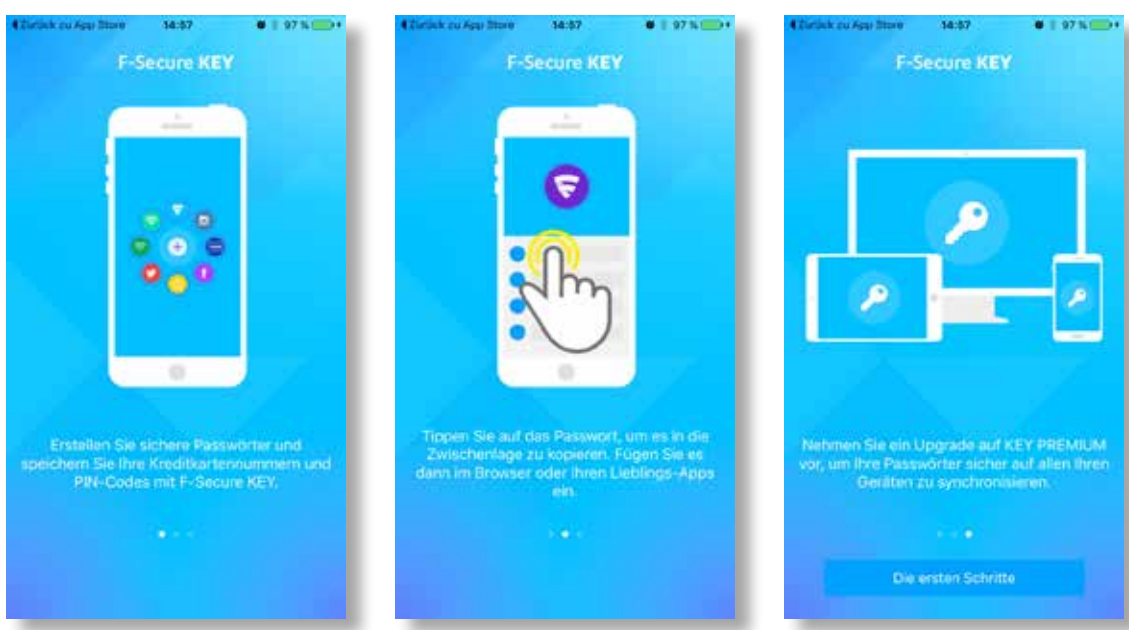 Zurück zu App Store 14:57 97 %
F-Secure KEY
Erstellen Sie sichere Passwörter und
speichern Sie Ihre Kreditkartennummern und
PIN-Codes mit F-Secure KEY.
Zurück zu App Store 14:57 97 %
F-Secure KEY
Tippen Sie auf das Passwort, um es in die
Zwischenlage zu kopieren. Fügen Sie es
dann im Browser oder Ihren Lieblings-Apps
ein.
Zurück zu App Store 14:57 97 %
F-Secure KEY
Nehmen Sie ein Upgrade auf KEY PREMIUM
vor, um Ihre Passwörter sicher auf allen Ihren
Geräten zu synchronisieren.
Die ersten Schritte